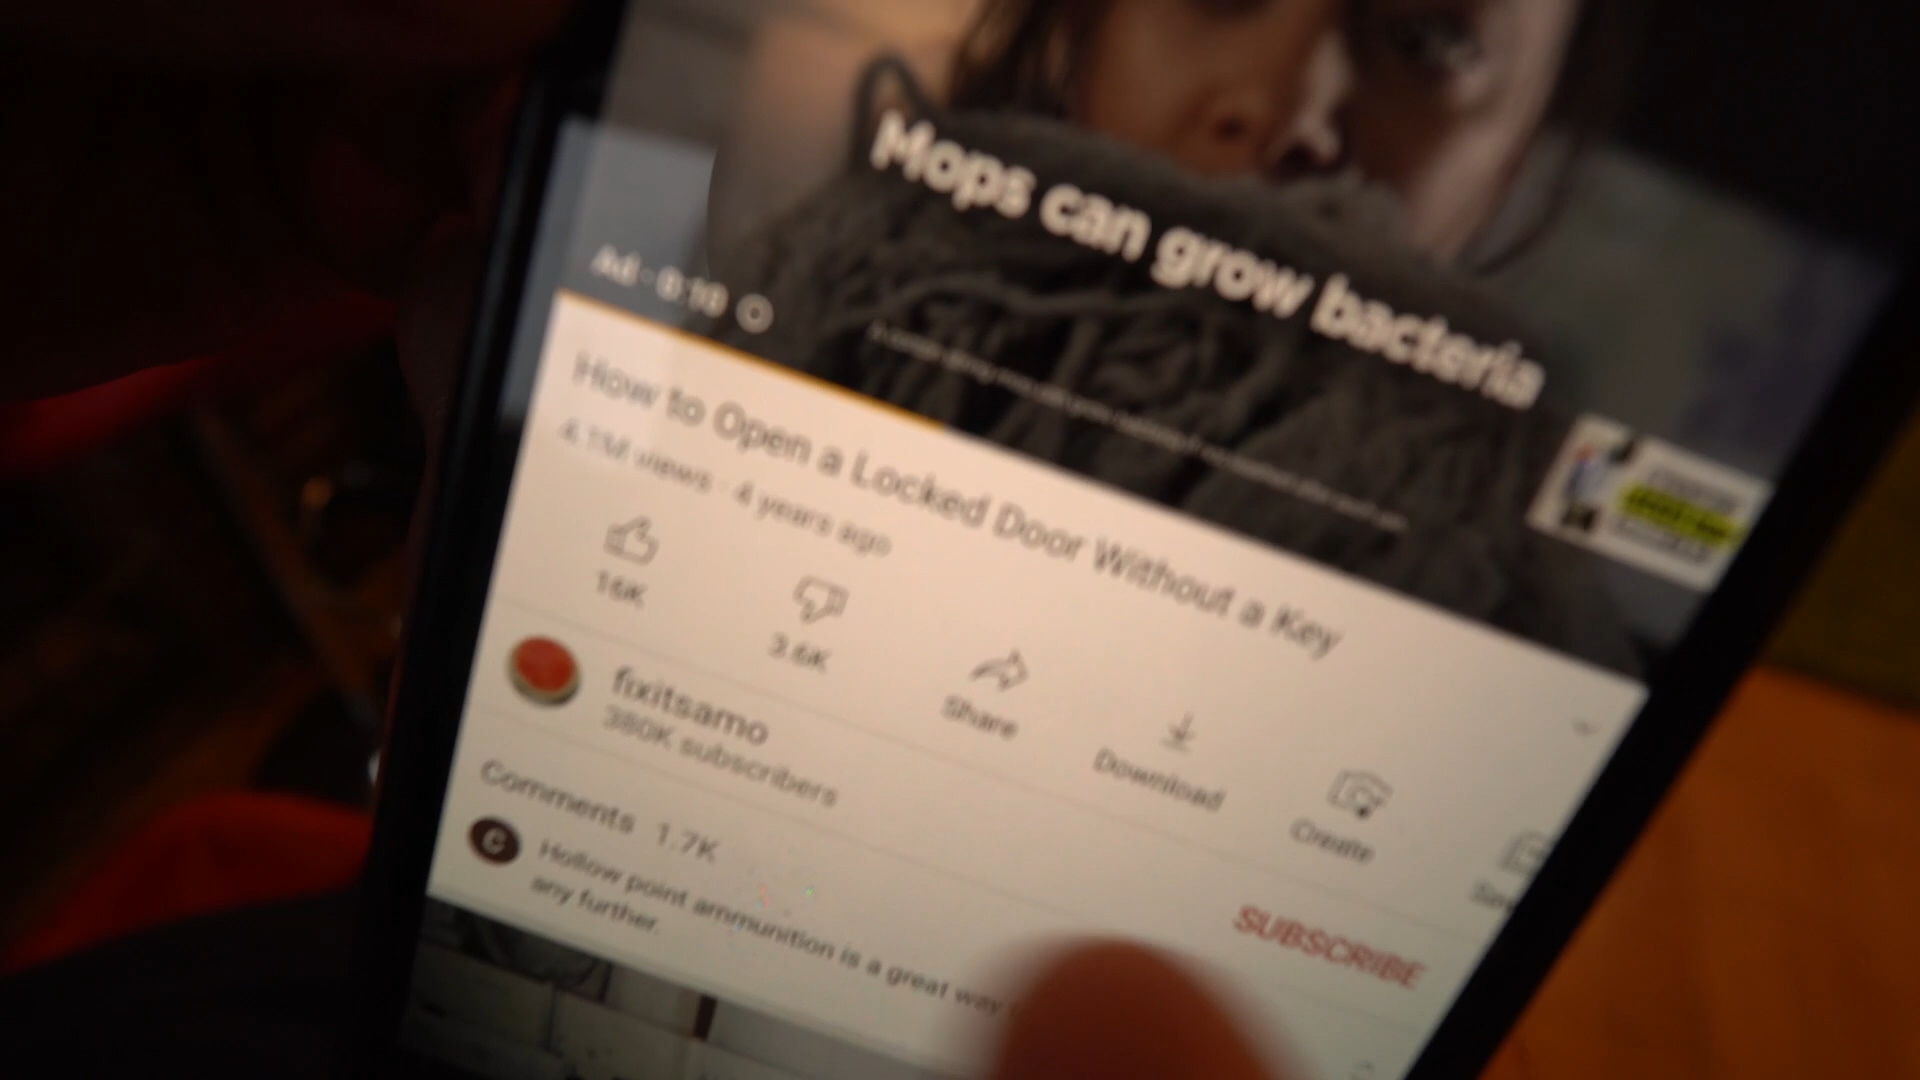 Mops can grow bacteria
Ad · 0:10
How to Open a Locked Door Without a Key
4.1M views · 4 years ago
16K
3.6K
Share
Download
Create
fixitsamo
380K subscribers
SUBSCRIBE
Comments 1.7K
C
Hollow point ammunition is a great way
any further.